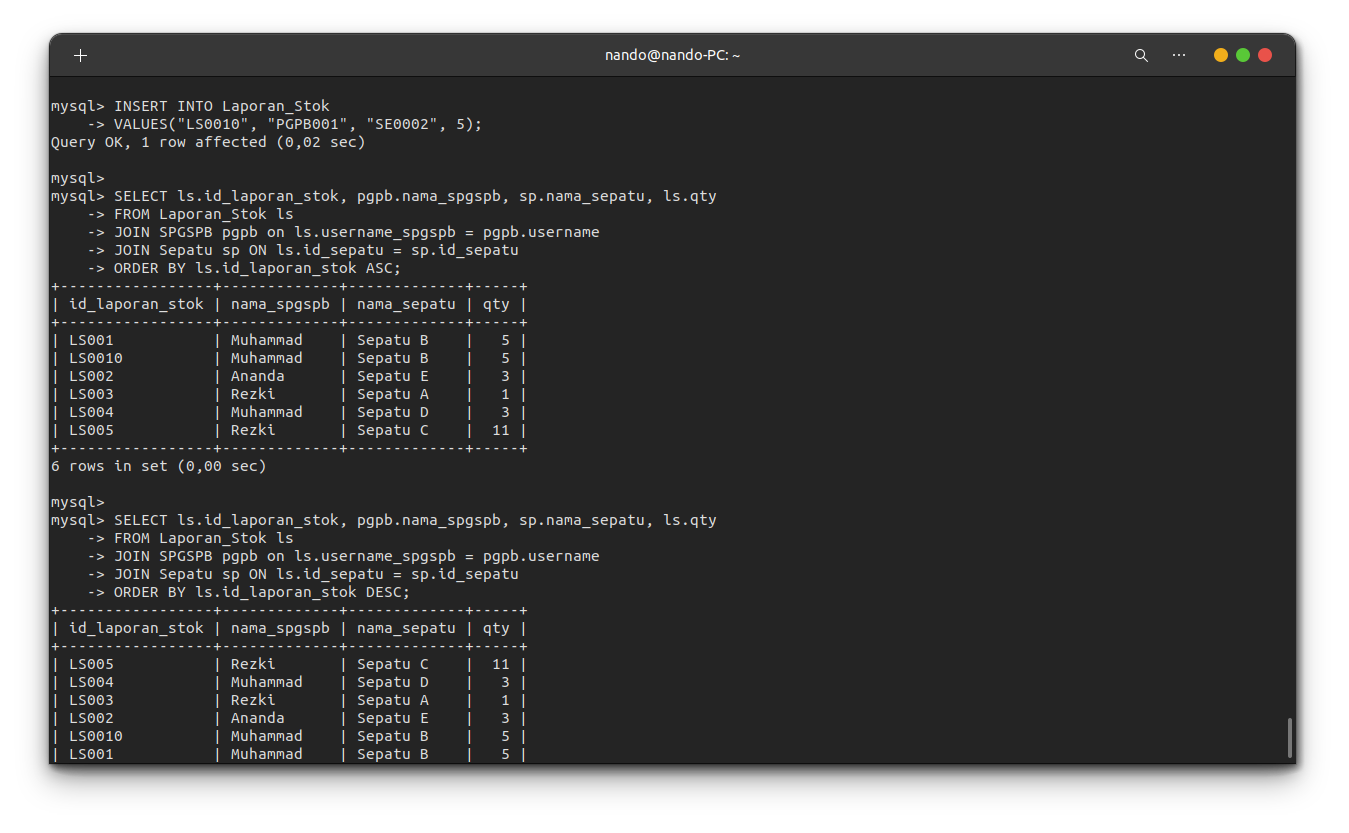 nando@nando-PC: ~
mysql> INSERT INTO Laporan_Stok
    -> VALUES("LS0010", "PGPB001", "SE0002", 5);
Query OK, 1 row affected (0,02 sec)
mysql>
mysql> SELECT ls.id_laporan_stok, pgpb.nama_spgspb, sp.nama_sepatu, ls.qty
    -> FROM Laporan_Stok ls
    -> JOIN SPGSPB pgpb on ls.username_spgspb = pgpb.username
    -> JOIN Sepatu sp ON ls.id_sepatu = sp.id_sepatu
    -> ORDER BY ls.id_laporan_stok ASC;
+-----------------+-------------+-------------+-----+
| id_laporan_stok | nama_spgspb | nama_sepatu | qty |
+-----------------+-------------+-------------+-----+
| LS001           | Muhammad    | Sepatu B    |   5 |
| LS0010          | Muhammad    | Sepatu B    |   5 |
| LS002           | Ananda      | Sepatu E    |   3 |
| LS003           | Rezki       | Sepatu A    |   1 |
| LS004           | Muhammad    | Sepatu D    |   3 |
| LS005           | Rezki       | Sepatu C    |  11 |
+-----------------+-------------+-------------+-----+
6 rows in set (0,00 sec)
mysql>
mysql> SELECT ls.id_laporan_stok, pgpb.nama_spgspb, sp.nama_sepatu, ls.qty
    -> FROM Laporan_Stok ls
    -> JOIN SPGSPB pgpb on ls.username_spgspb = pgpb.username
    -> JOIN Sepatu sp ON ls.id_sepatu = sp.id_sepatu
    -> ORDER BY ls.id_laporan_stok DESC;
+-----------------+-------------+-------------+-----+
| id_laporan_stok | nama_spgspb | nama_sepatu | qty |
+-----------------+-------------+-------------+-----+
| LS005           | Rezki       | Sepatu C    |  11 |
| LS004           | Muhammad    | Sepatu D    |   3 |
| LS003           | Rezki       | Sepatu A    |   1 |
| LS002           | Ananda      | Sepatu E    |   3 |
| LS0010          | Muhammad    | Sepatu B    |   5 |
| LS001           | Muhammad    | Sepatu B    |   5 |